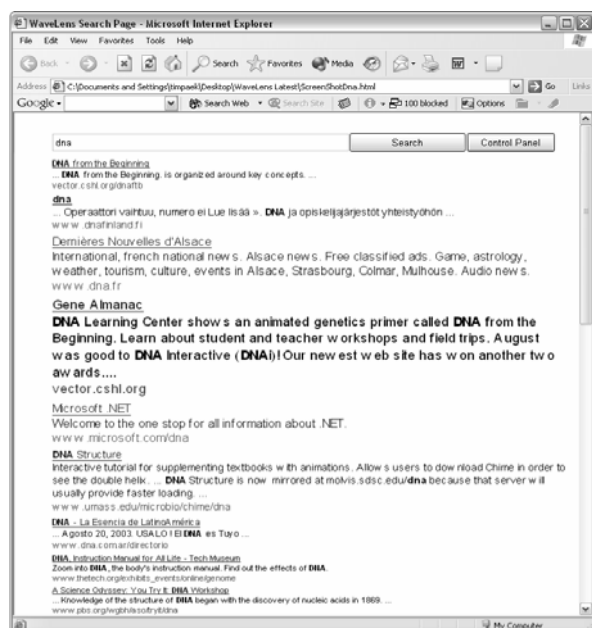 WaveLens Search Page - Microsoft Internet Explorer
File Edit View Favorites Tools Help
Back Search Favorites Media
Address C:\Documents and Settings\timpaek\Desktop\WaveLens Latest\ScreenShotDna.html Go Links
Google Search Web Search Site 100 blocked Options
dna Search Control Panel
DNA from the Beginning
... DNA from the Beginning. is organized around key concepts. ...
vector.cshl.org/dnaftb
dna
... Operaattori vaihtuu, numero ei Lue lisää ». DNA ja opiskelijajärjestöt yhteistyöhön ...
www.dnafinland.fi
Dernières Nouvelles d'Alsace
International, french national news. Alsace news. Free classified ads. Game, astrology,
weather, tourism, culture, events in Alsace, Strasbourg, Colmar, Mulhouse. Audio news.
www.dna.fr
Gene Almanac
DNA Learning Center shows an animated genetics primer called DNA from the
Beginning. Learn about student and teacher workshops and field trips. August
was good to DNA Interactive (DNAi)! Our newest web site has won another two
awards....
vector.cshl.org
Microsoft .NET
Welcome to the one stop for all information about .NET.
www.microsoft.com/dna
DNA Structure
Interactive tutorial for supplementing textbooks with animations. Allows users to download Chime in order to
see the double helix. ... DNA Structure is now mirrored at molvis.sdsc.edu/dna because that server will
usually provide faster loading. ...
www.umass.edu/microbio/chime/dna
DNA - La Esencia de LatinoAmérica
... Agosto 20, 2003. USALO ! El DNA es Tuyo ...
www.dna.com.ar/directorio
DNA, Instruction Manual for All Life - Tech Museum
Zoom into DNA, the body's instruction manual. Find out the effects of DNA.
www.thetech.org/exhibits_events/online/genome
A Science Odyssey: You Try It: DNA Workshop
... Knowledge of the structure of DNA began with the discovery of nucleic acids in 1869. ...
www.pbs.org/wgbh/aso/tryit/dna
My Computer